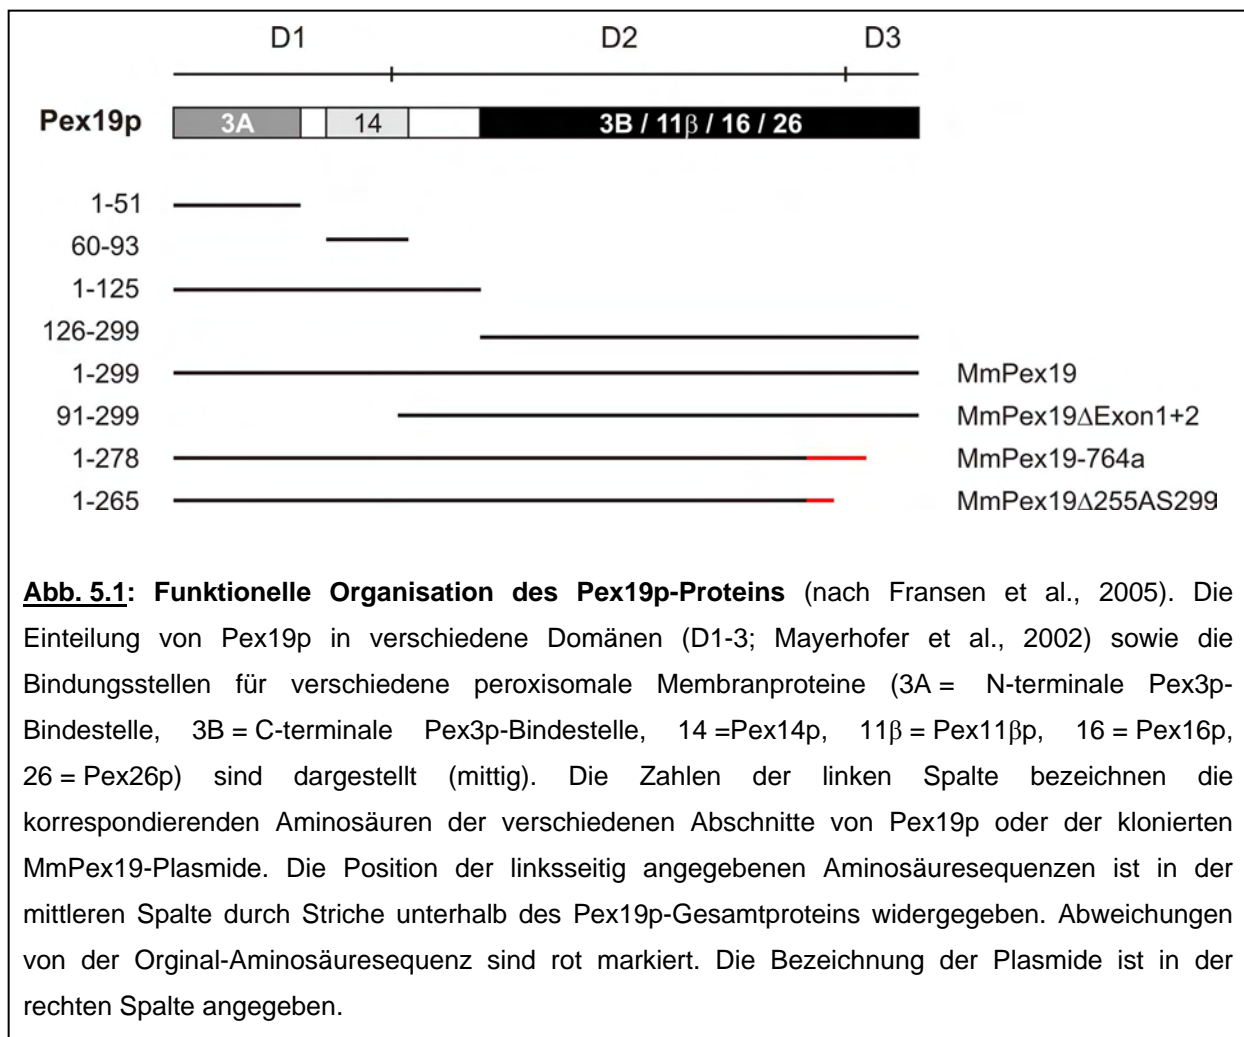 D1 D2 D3
Pex19p 3A 14 3B / 11β / 16 / 26
1-51
60-93
1-125
126-299
1-299 MmPex19
91-299 MmPex19ΔExon1+2
1-278 MmPex19-764a
1-265 MmPex19Δ255AS299
Abb. 5.1: Funktionelle Organisation des Pex19p-Proteins (nach Fransen et al., 2005). Die
Einteilung von Pex19p in verschiedene Domänen (D1-3; Mayerhofer et al., 2002) sowie die
Bindungsstellen für verschiedene peroxisomale Membranproteine (3A = N-terminale Pex3p-
Bindestelle, 3B = C-terminale Pex3p-Bindestelle, 14 =Pex14p, 11β = Pex11βp, 16 = Pex16p,
26 = Pex26p) sind dargestellt (mittig). Die Zahlen der linken Spalte bezeichnen die
korrespondierenden Aminosäuren der verschiedenen Abschnitte von Pex19p oder der klonierten
MmPex19-Plasmide. Die Position der linksseitig angegebenen Aminosäuresequenzen ist in der
mittleren Spalte durch Striche unterhalb des Pex19p-Gesamtproteins widergegeben. Abweichungen
von der Orginal-Aminosäuresequenz sind rot markiert. Die Bezeichnung der Plasmide ist in der
rechten Spalte angegeben.